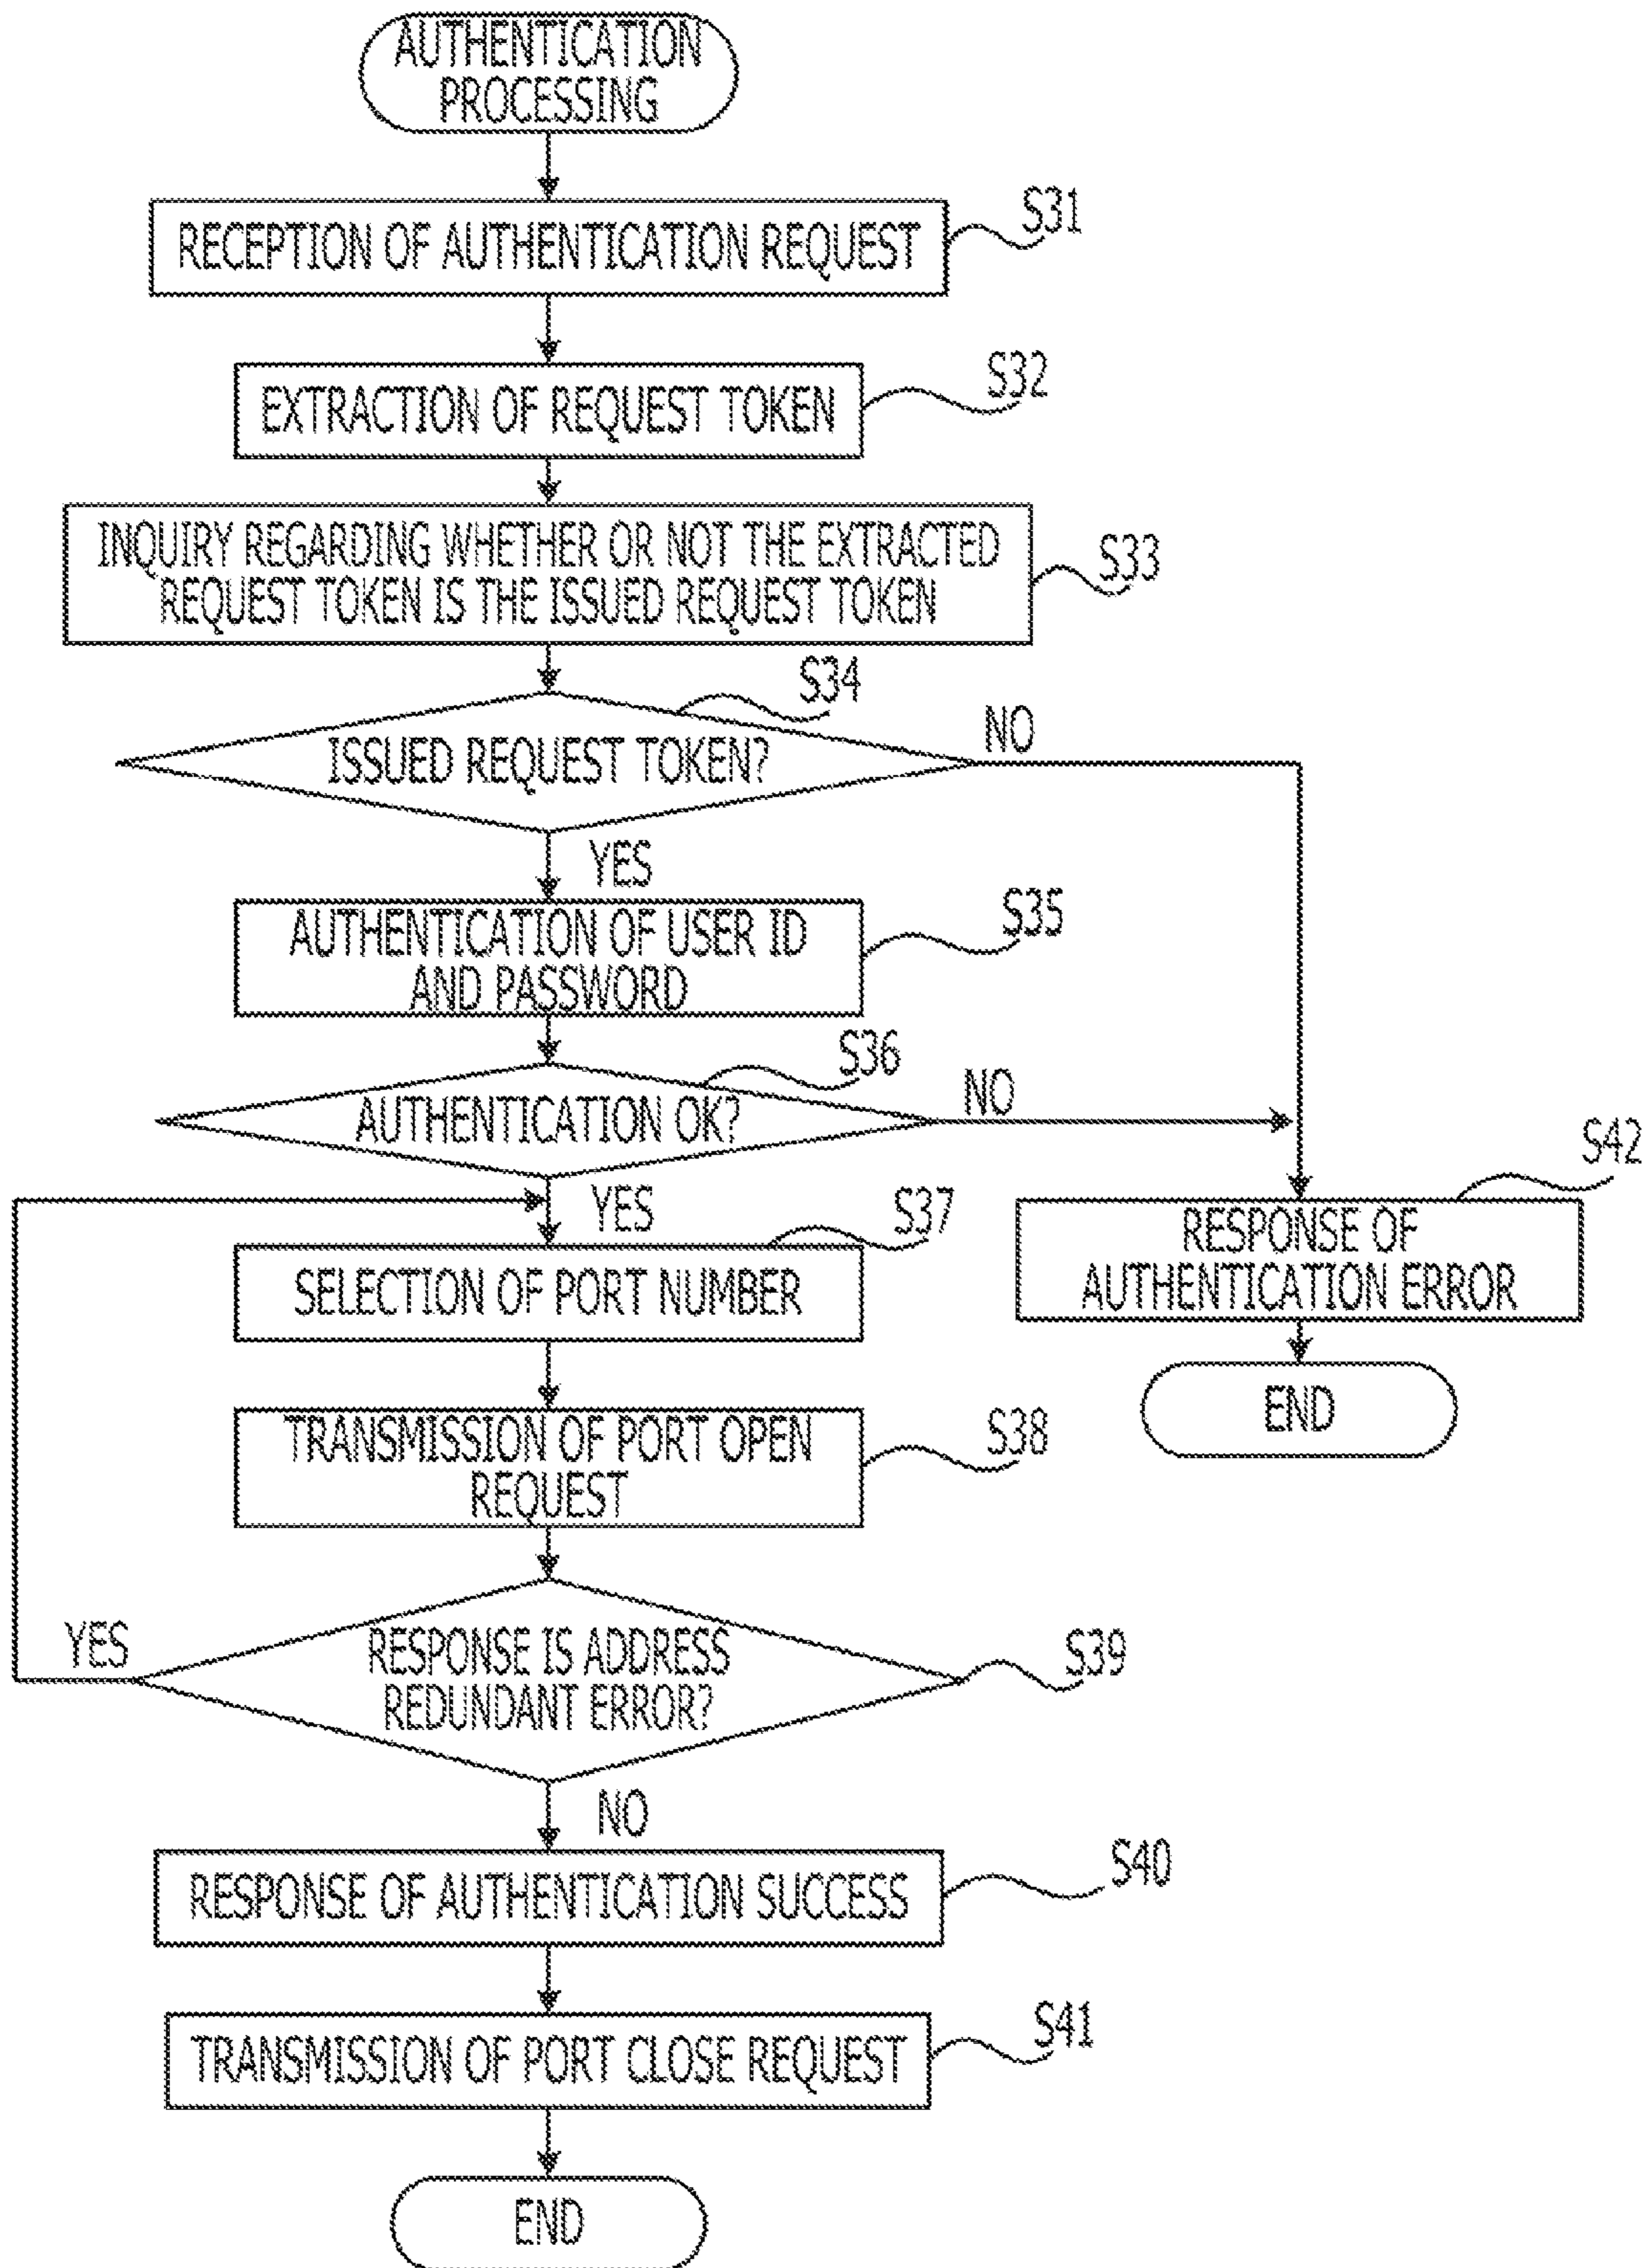 AUTHENTICATION
PROCESSING
S31
RECEPTION OF AUTHENTICATION REQUEST
S32
EXTRACTION OF REQUEST TOKEN
S33
INQUIRY REGARDING WHETHER OR NOT THE EXTRACTED
REQUEST TOKEN IS THE ISSUED REQUEST TOKEN
S34
ISSUED REQUEST TOKEN?
NO
YES
S35
AUTHENTICATION OF USER ID
AND PASSWORD
S36
AUTHENTICATION OK?
NO
YES
S37
SELECTION OF PORT NUMBER
S42
RESPONSE OF
AUTHENTICATION ERROR
END
S38
TRANSMISSION OF PORT OPEN
REQUEST
YES
S39
RESPONSE IS ADDRESS
REDUNDANT ERROR?
NO
S40
RESPONSE OF AUTHENTICATION SUCCESS
S41
TRANSMISSION OF PORT CLOSE REQUEST
END